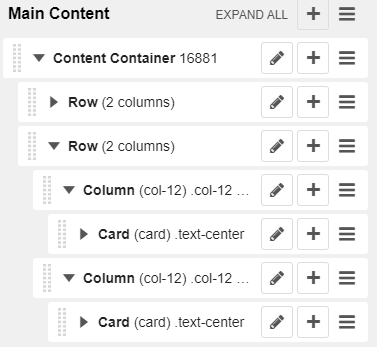 Main Content EXPAND ALL
Content Container 16881
Row (2 columns)
Row (2 columns)
Column (col-12) .col-12 ...
Card (card) .text-center
Column (col-12) .col-12 ...
Card (card) .text-center